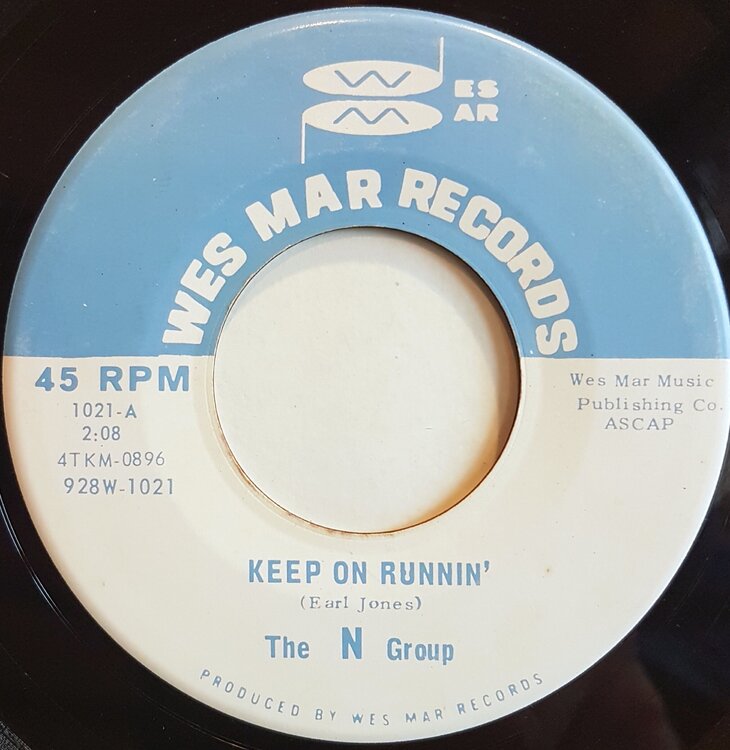 W ES
M AR
WES MAR RECORDS
45 RPM
1021-A
2:08
4TKM-0896
928W-1021
Wes Mar Music
Publishing Co.
ASCAP
KEEP ON RUNNIN'
(Earl Jones)
The N Group
PRODUCED BY WES MAR RECORDS